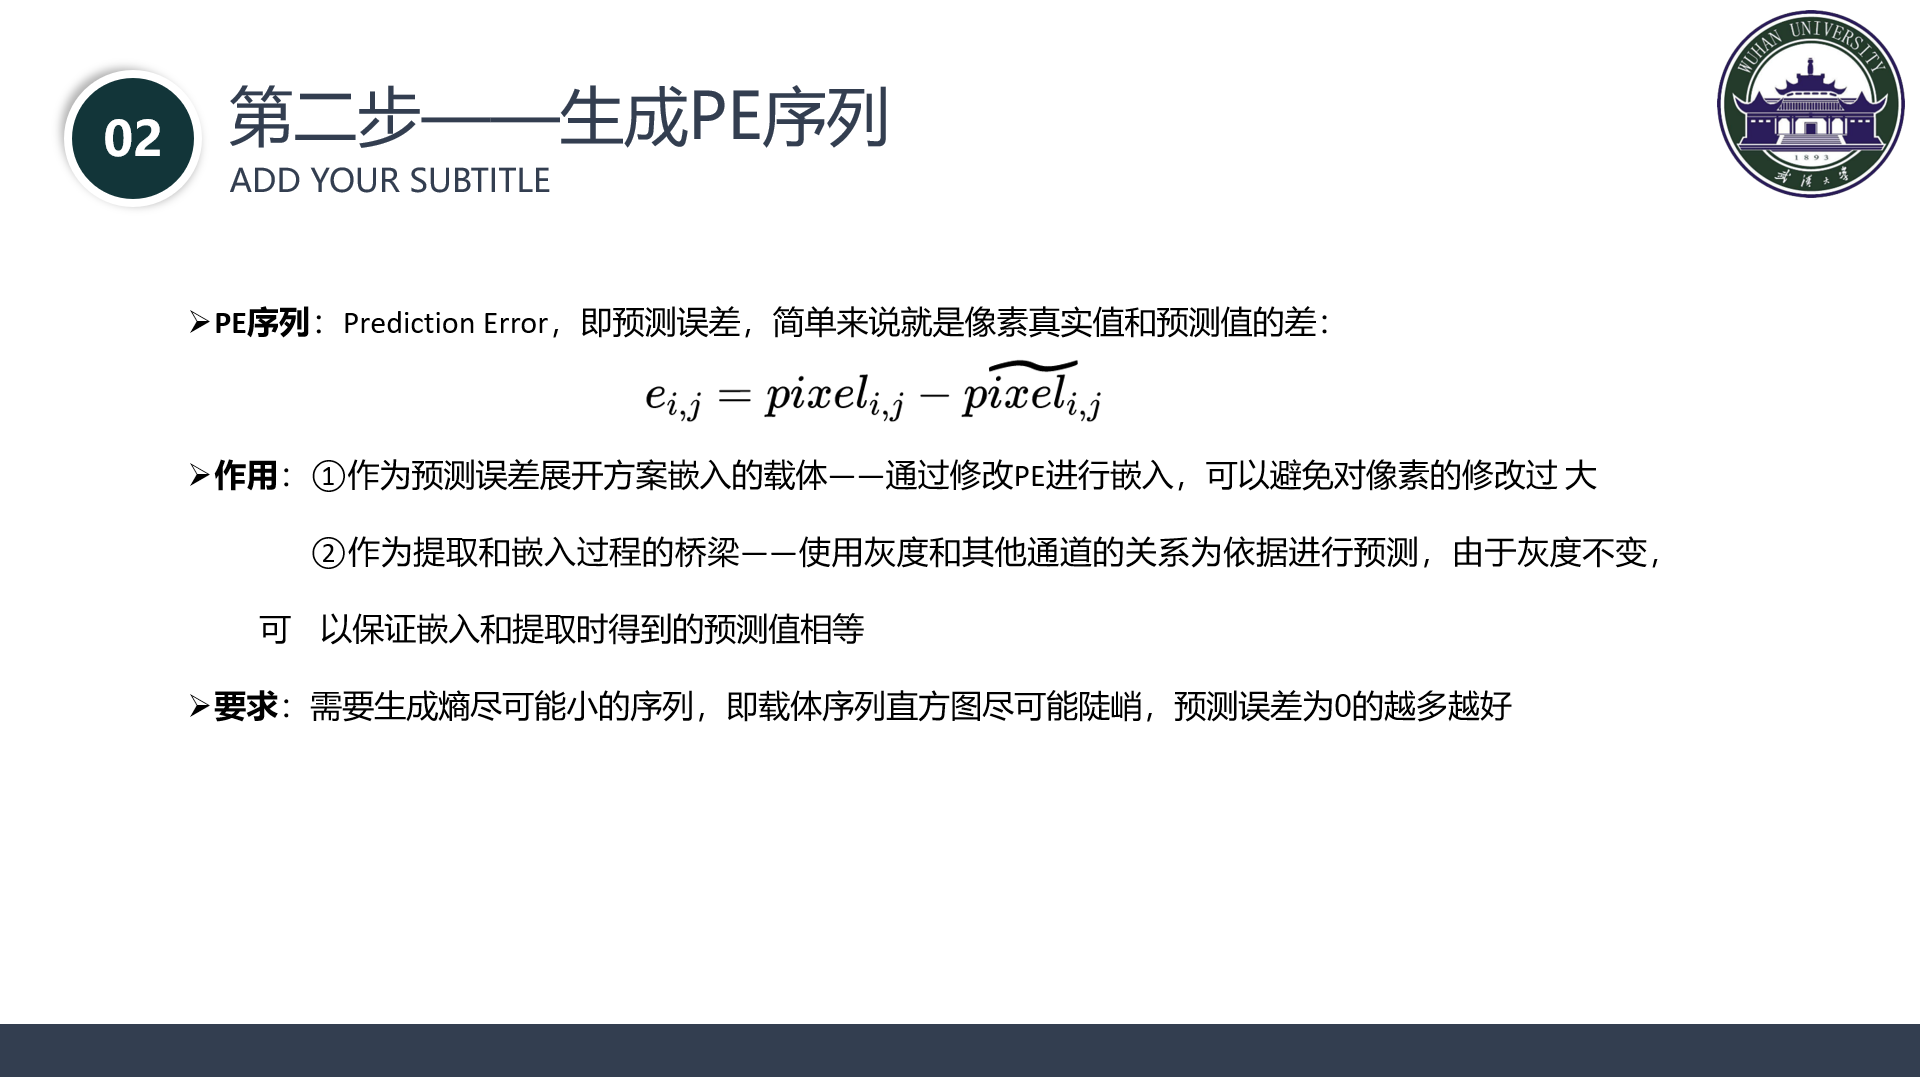 02
第二步——生成PE序列
ADD YOUR SUBTITLE
WUHAN UNIVERSITY
1893
武漢大學
➢PE序列：Prediction Error，即预测误差，简单来说就是像素真实值和预测值的差：
e_{i,j} = pixel_{i,j} − \widetilde{pixel}_{i,j}
➢作用：①作为预测误差展开方案嵌入的载体——通过修改PE进行嵌入，可以避免对像素的修改过 大
②作为提取和嵌入过程的桥梁——使用灰度和其他通道的关系为依据进行预测，由于灰度不变，
可 以保证嵌入和提取时得到的预测值相等
➢要求：需要生成熵尽可能小的序列，即载体序列直方图尽可能陡峭，预测误差为0的越多越好